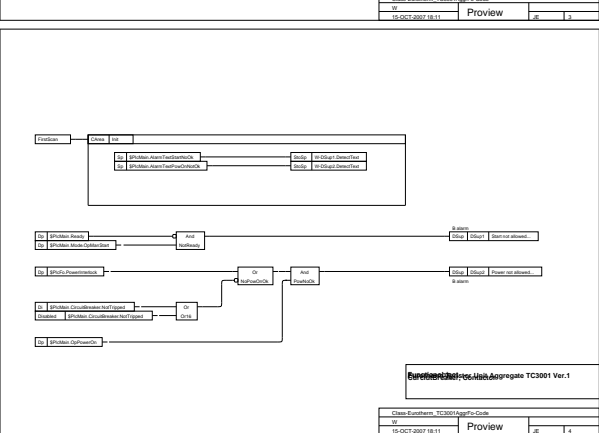 W
15-OCT-2007 18:11 Proview JE 3
FirstScan CArea Init
Sp $PlcMain.AlarmTextStartNoOk StoSp W-DSup1.DetectText
Sp $PlcMain.AlarmTextPowOnNotOk StoSp W-DSup2.DetectText
B alarm
Dp $PlcMain.Ready And DSup DSup1 Start not allowed...
Dp $PlcMain.Mode.OpManStart NotReady
Dp $PlcFo.PowerInterlock Or And DSup DSup2 Power not allowed...
NoPowOnOk PowNoOk B alarm
Di $PlcMain.CircuitBreaker.NotTripped Or
Disabled $PlcMain.CircuitBreaker.NotTripped Or16
Dp $PlcMain.OpPowerOn
Unit Aggregate TC3001 Ver.1
Class-Eurotherm_TC3001AggrFo-Code
W
15-OCT-2007 18:11 Proview JE 4